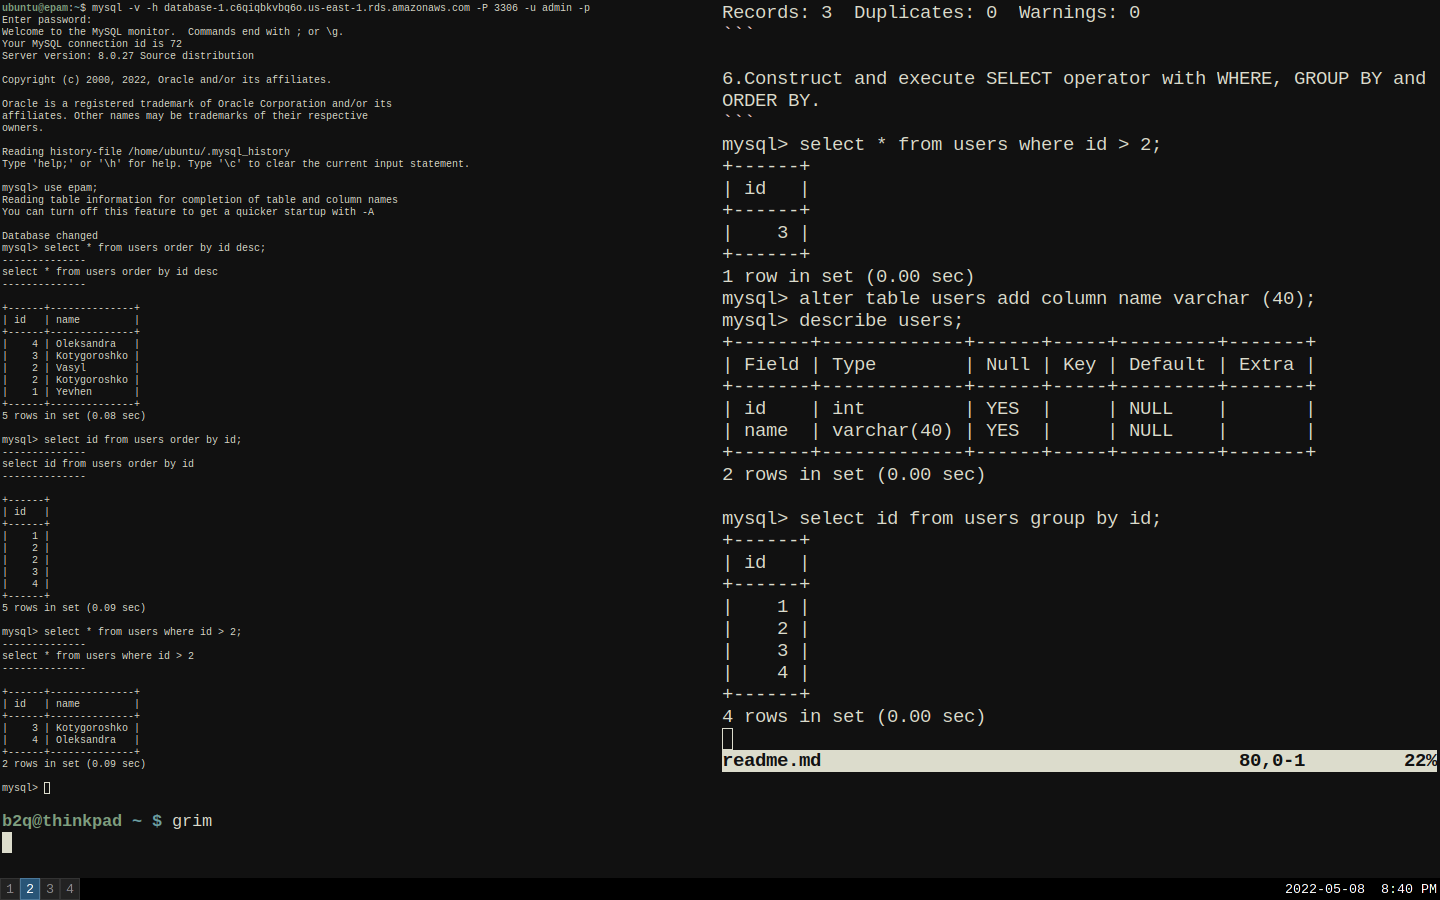 ubuntu@epam:~$ mysql -v -h database-1.c6qiqbkvbq6o.us-east-1.rds.amazonaws.com -P 3306 -u admin -p
Enter password:
Welcome to the MySQL monitor.  Commands end with ; or \g.
Your MySQL connection id is 72
Server version: 8.0.27 Source distribution

Copyright (c) 2000, 2022, Oracle and/or its affiliates.

Oracle is a registered trademark of Oracle Corporation and/or its
affiliates. Other names may be trademarks of their respective
owners.

Reading history-file /home/ubuntu/.mysql_history
Type 'help;' or '\h' for help. Type '\c' to clear the current input statement.

mysql> use epam;
Reading table information for completion of table and column names
You can turn off this feature to get a quicker startup with -A

Database changed
mysql> select * from users order by id desc;
--------------
select * from users order by id desc
--------------

+------+--------------+
| id   | name         |
+------+--------------+
|    4 | Oleksandra   |
|    3 | Kotygoroshko |
|    2 | Vasyl        |
|    2 | Kotygoroshko |
|    1 | Yevhen       |
+------+--------------+
5 rows in set (0.08 sec)

mysql> select id from users order by id;
--------------
select id from users order by id
--------------

+------+
| id   |
+------+
|    1 |
|    2 |
|    2 |
|    3 |
|    4 |
+------+
5 rows in set (0.09 sec)

mysql> select * from users where id > 2;
--------------
select * from users where id > 2
--------------

+------+--------------+
| id   | name         |
+------+--------------+
|    3 | Kotygoroshko |
|    4 | Oleksandra   |
+------+--------------+
2 rows in set (0.09 sec)

mysql>
Records: 3  Duplicates: 0  Warnings: 0
```

6.Construct and execute SELECT operator with WHERE, GROUP BY and
ORDER BY.
```
mysql> select * from users where id > 2;
+------+
| id   |
+------+
|    3 |
+------+
1 row in set (0.00 sec)
mysql> alter table users add column name varchar (40);
mysql> describe users;
+-------+-------------+------+-----+---------+-------+
| Field | Type        | Null | Key | Default | Extra |
+-------+-------------+------+-----+---------+-------+
| id    | int         | YES  |     | NULL    |       |
| name  | varchar(40) | YES  |     | NULL    |       |
+-------+-------------+------+-----+---------+-------+
2 rows in set (0.00 sec)

mysql> select id from users group by id;
+------+
| id   |
+------+
|    1 |
|    2 |
|    3 |
|    4 |
+------+
4 rows in set (0.00 sec)
readme.md 80,0-1 22%
b2q@thinkpad ~ $ grim
1 2 3 4 2022-05-08  8:40 PM